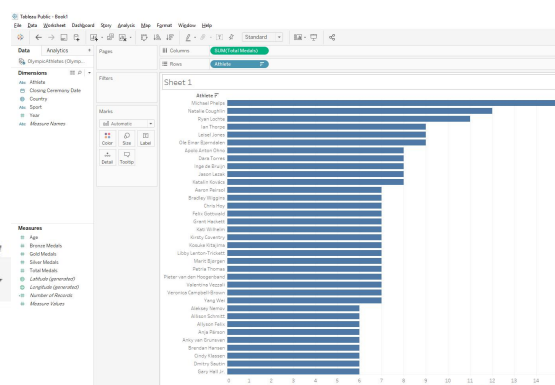 Tableau Public - Book1
File Data Worksheet Dashboard Story Analysis Map Format Window Help
Standard
Data Analytics
OlympicAthletes (Olymp...
Dimensions
Abc Athlete
Closing Ceremony Date
Country
Abc Sport
Year
Abc Measure Names
Measures
Age
Bronze Medals
Gold Medals
Silver Medals
Total Medals
Latitude (generated)
Longitude (generated)
Number of Records
Measure Values
Pages
Filters
Marks
Automatic
Color Size Label
Detail Tooltip
Columns SUM(Total Medals)
Rows Athlete
Sheet 1
Athlete
Michael Phelps
Natalie Coughlin
Ryan Lochte
Ian Thorpe
Leisel Jones
Ole Einar Bjørndalen
Apolo Anton Ohno
Dara Torres
Inge de Bruijn
Jason Lezak
Katalin Kovács
Aaron Peirsol
Bradley Wiggins
Chris Hoy
Felix Gottwald
Grant Hackett
Kati Wilhelm
Kirsty Coventry
Kosuke Kitajima
Libby Lenton-Trickett
Marit Bjørgen
Petria Thomas
Pieter van den Hoogenband
Valentina Vezzali
Veronica Campbell-Brown
Yang Wei
Aleksey Nemov
Allison Schmitt
Allyson Felix
Anja Pärson
Anky van Grunsven
Brendan Hansen
Cindy Klassen
Dmitry Sautin
Gary Hall Jr.
0 1 2 3 4 5 6 7 8 9 10 11 12 13 14